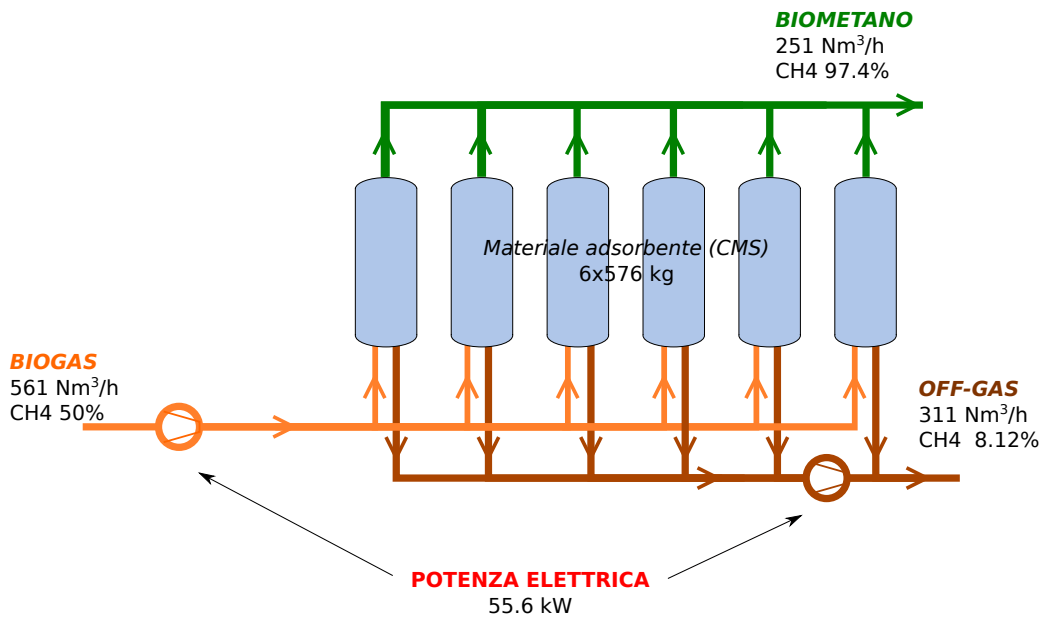 BIOMETANO
251 Nm³/h
CH4 97.4%
Materiale adsorbente (CMS)
6x576 kg
BIOGAS
561 Nm³/h
CH4 50%
OFF-GAS
311 Nm³/h
CH4  8.12%
POTENZA ELETTRICA
55.6 kW